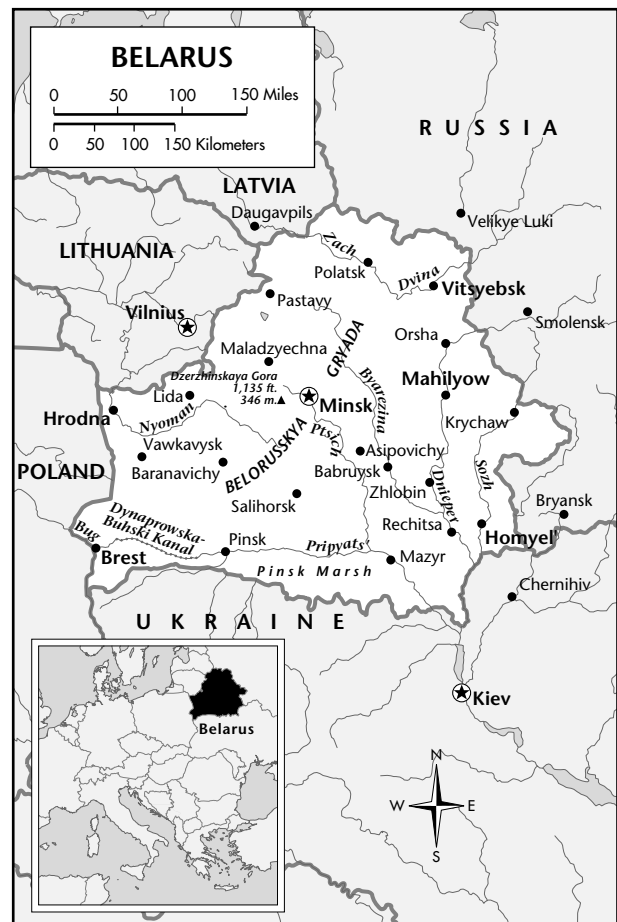 BELARUS
0 50 100 150 Miles
0 50 100 150 Kilometers
RUSSIA
LATVIA
Daugavpils
Velikye Luki
LITHUANIA
Zach
Dvina
Polatsk
Vitsyebsk
Pastavy
Vilnius
Smolensk
Orsha
GRYADA
Maladzyechna
Byarezina
Dzerzhinskaya Gora
1,135 ft.
346 m.
Mahilyow
Lida
Minsk
Hrodna
Nyoman
Krychaw
Ptsich
Vawkavysk
Asipovichy
POLAND
Baranavichy
BELORUSSKYA
Babruysk
Sozh
Dnieper
Salihorsk
Zhlobin
Bryansk
Dynaprowska-
Buhski Kanal
Rechitsa
Bug
Pinsk
Homyel'
Brest
Pripyats'
Mazyr
Pinsk Marsh
Chernihiv
UKRAINE
Kiev
Belarus
N
W E
S